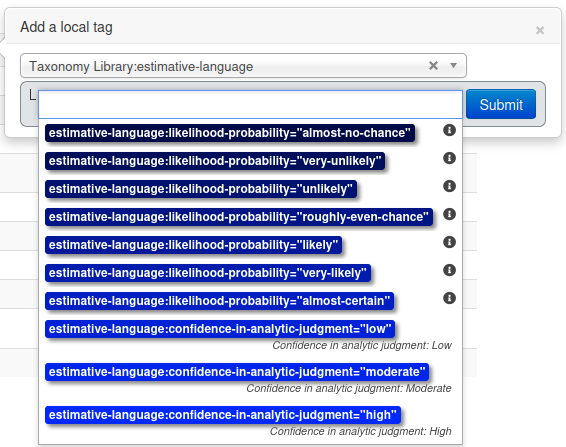 Add a local tag
×
Taxonomy Library:estimative-language
L
Submit
estimative-language:likelihood-probability="almost-no-chance"
estimative-language:likelihood-probability="very-unlikely"
estimative-language:likelihood-probability="unlikely"
estimative-language:likelihood-probability="roughly-even-chance"
estimative-language:likelihood-probability="likely"
estimative-language:likelihood-probability="very-likely"
estimative-language:likelihood-probability="almost-certain"
estimative-language:confidence-in-analytic-judgment="low"
Confidence in analytic judgment: Low
estimative-language:confidence-in-analytic-judgment="moderate"
Confidence in analytic judgment: Moderate
estimative-language:confidence-in-analytic-judgment="high"
Confidence in analytic judgment: High